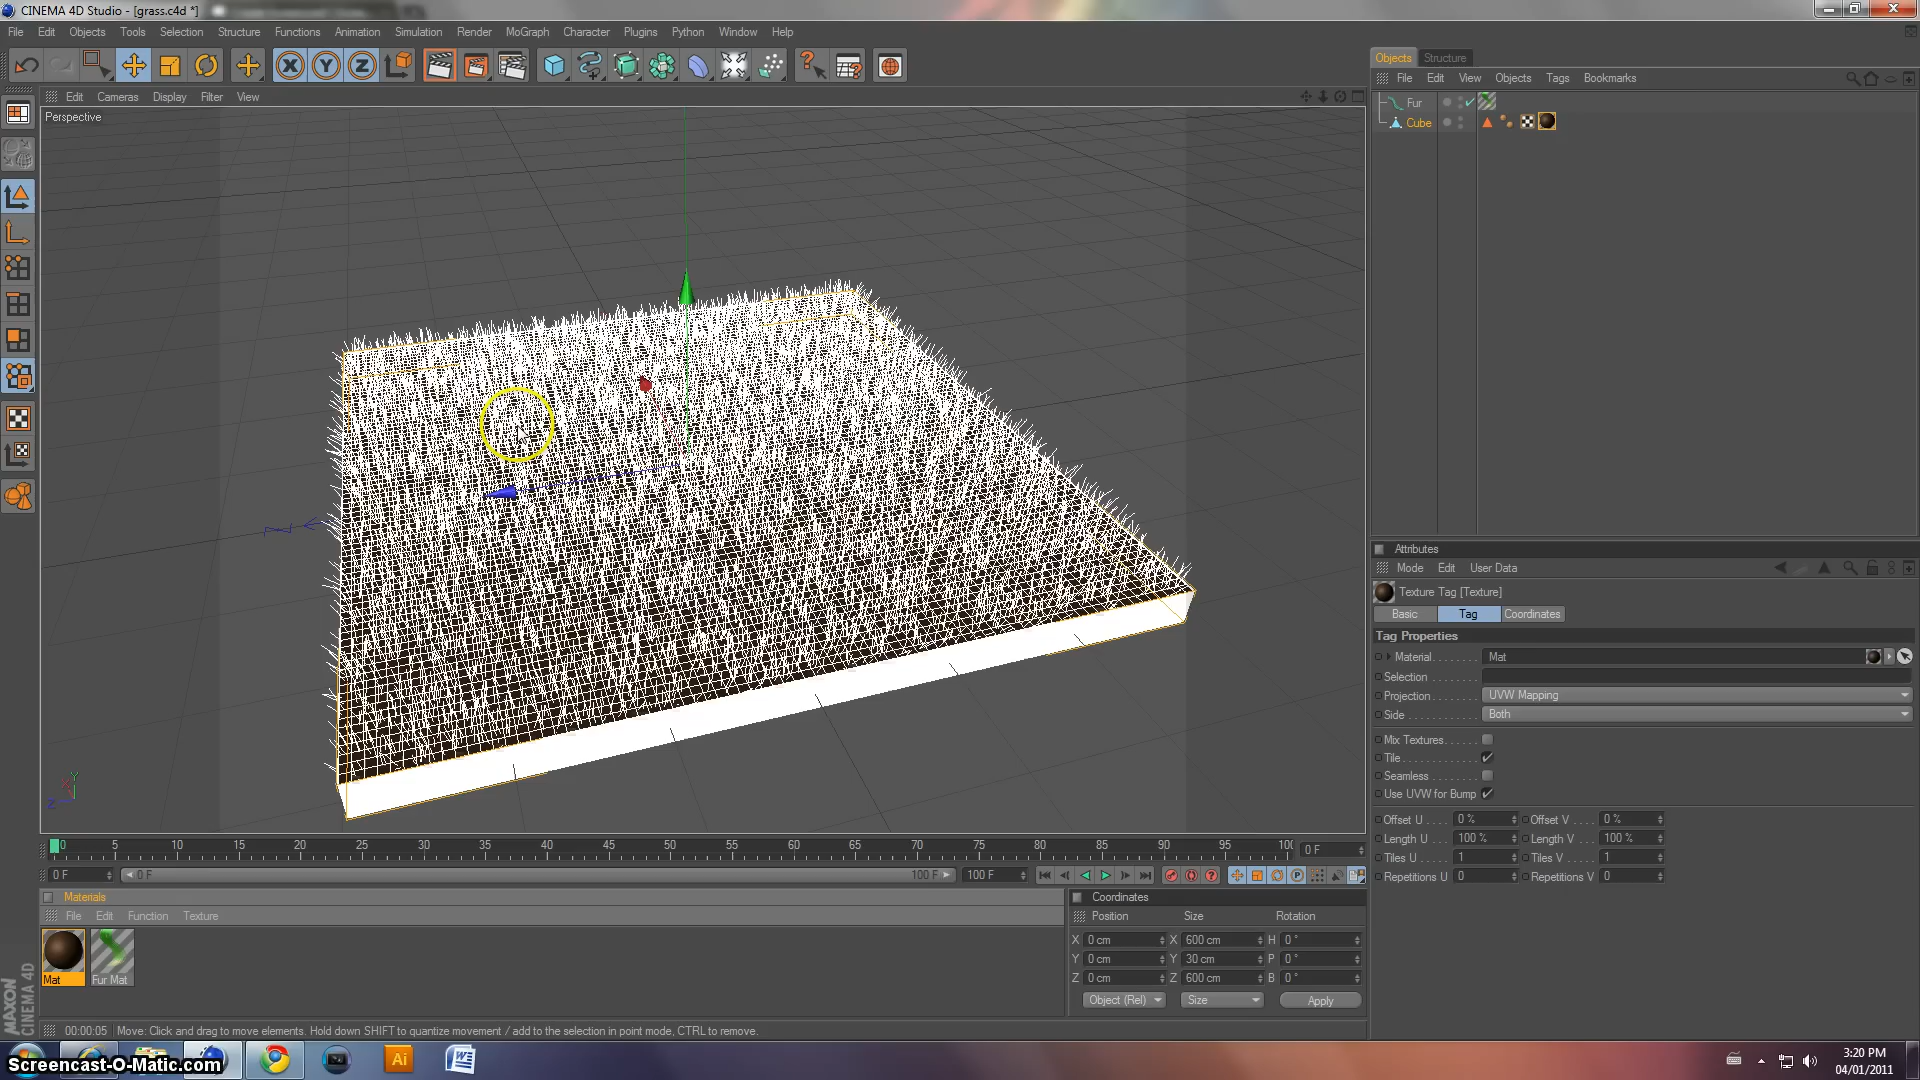 CINEMA 4D Studio - [grass.c4d *]
File Edit Objects Tools Selection Structure Functions Animation Simulation Render MoGraph Character Plugins Python Window Help
Edit Cameras Display Filter View
Perspective
Objects Structure
File Edit View Objects Tags Bookmarks
Fur
Cube
Attributes
Mode Edit User Data
Texture Tag [Texture]
Basic Tag Coordinates
Tag Properties
Material Mat
Selection
Projection UVW Mapping
Side Both
Mix Textures
Tile
Seamless
Use UVW for Bump
Offset U 0 % Offset V 0 %
Length U 100 % Length V 100 %
Tiles U 1 Tiles V 1
Repetitions U 0 Repetitions V 0
X
Y
Z
0 5 10 15 20 25 30 35 40 45 50 55 60 65 70 75 80 85 90 95 100
0 F
0 F 0 F 100 F 100 F
Materials
File Edit Function Texture
Mat Fur Mat
Coordinates
Position Size Rotation
X 0 cm X 600 cm H 0 °
Y 0 cm Y 30 cm P 0 °
Z 0 cm Z 600 cm B 0 °
Object (Rel) Size Apply
MAXON
CINEMA 4D
00:00:05 Move: Click and drag to move elements. Hold down SHIFT to quantize movement / add to the selection in point mode, CTRL to remove.
Screencast-O-Matic.com
Ai
W
3:20 PM
04/01/2011